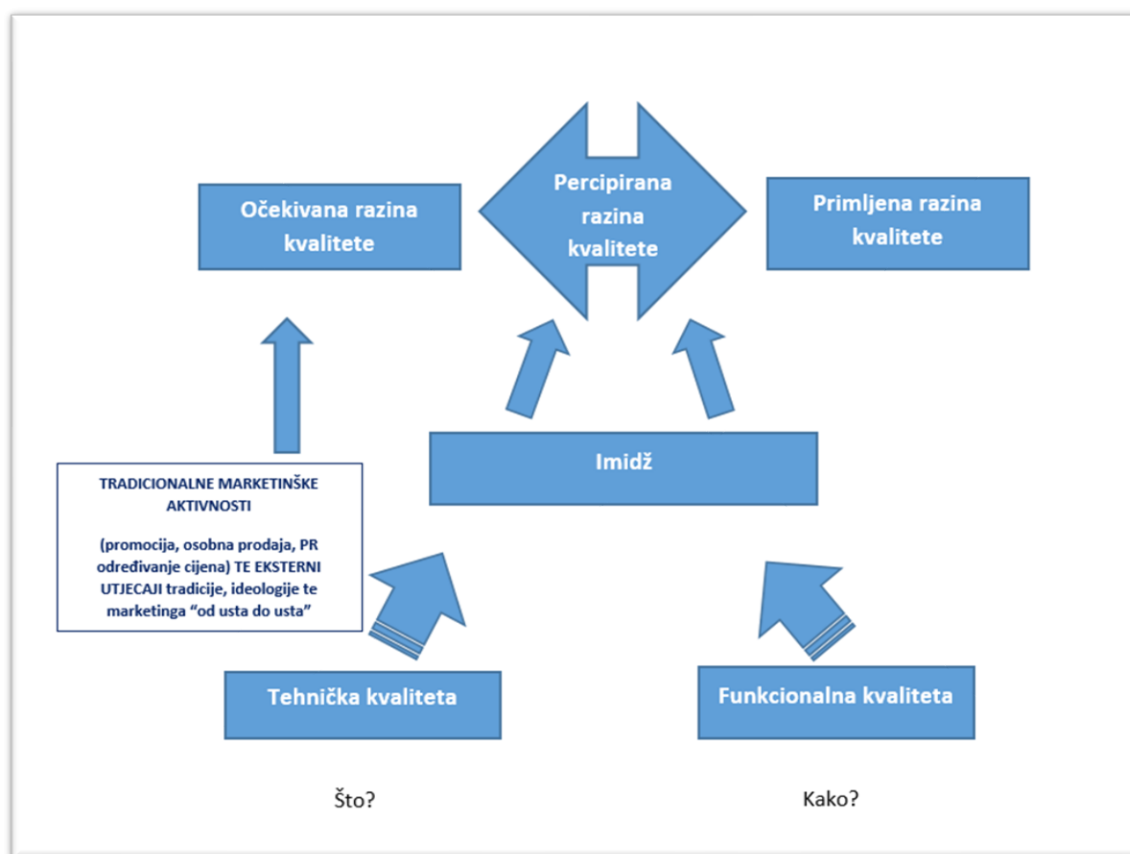 Očekivana razina
kvalitete
Percipirana
razina
kvalitete
Primljena razina
kvalitete
Imidž
TRADICIONALNE MARKETINŠKE
AKTIVNOSTI
(promocija, osobna prodaja, PR
određivanje cijena) TE EKSTERNI
UTJECAJI tradicije, ideologije te
marketinga “od usta do usta”
Tehnička kvaliteta
Funkcionalna kvaliteta
Što?
Kako?